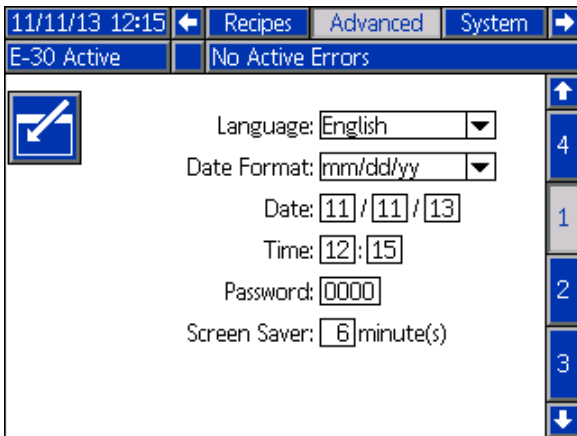 11/11/13 12:15 Recipes Advanced System
E-30 Active No Active Errors
Language: English
Date Format: mm/dd/yy
Date: 11 / 11 / 13
Time: 12 : 15
Password: 0000
Screen Saver: 6 minute(s)
4
1
2
3